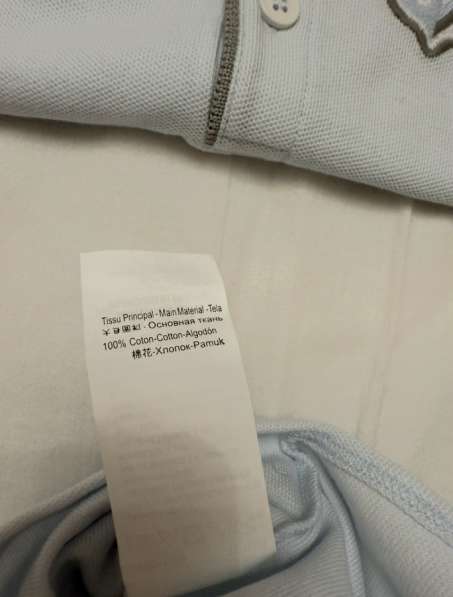 Tissu Principal - Main Material - Tela
Основная ткань
100% Coton-Cotton-Algodón
棉花-Хлопок-Pamuk